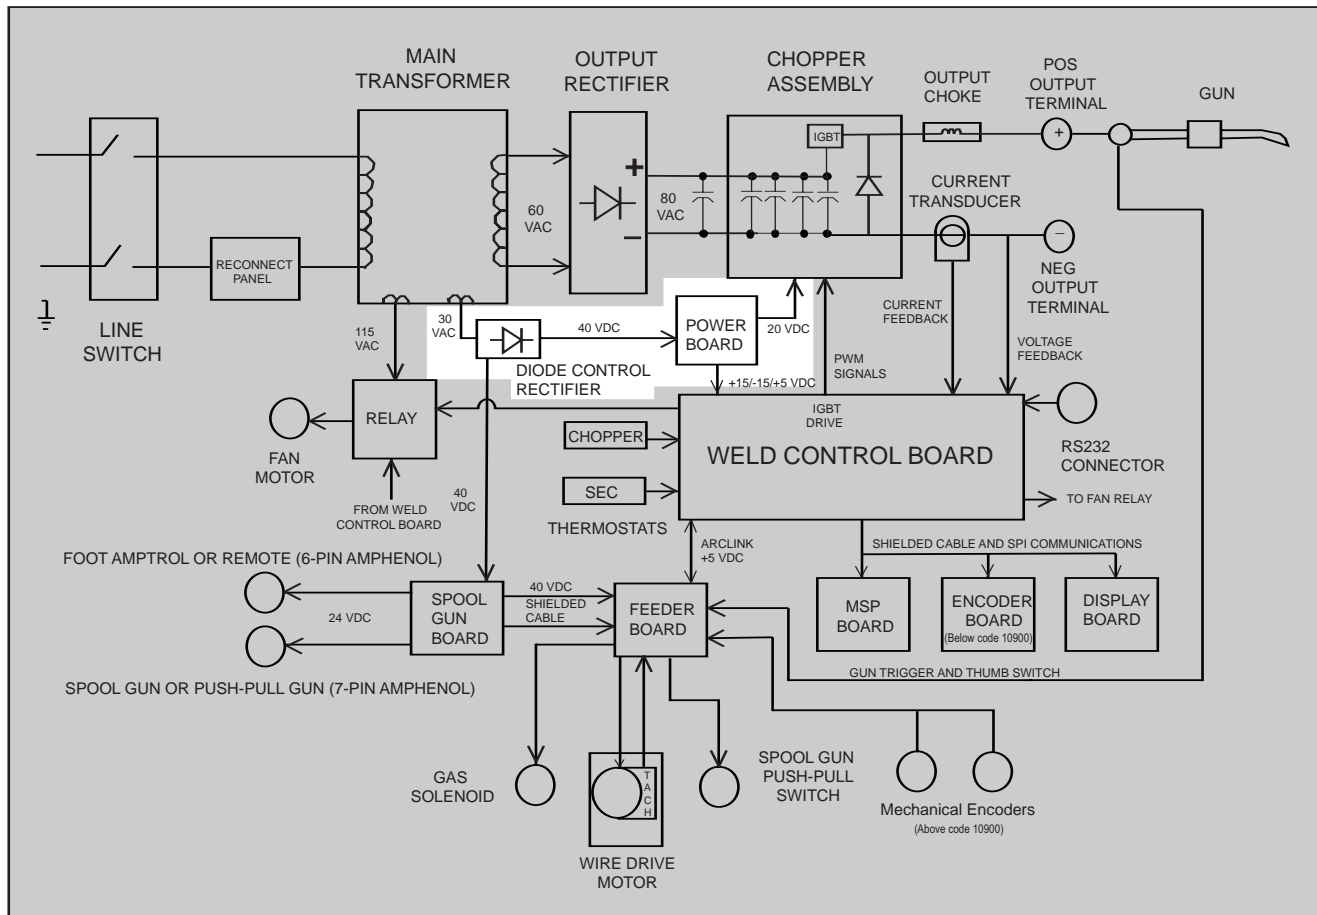 MAIN
TRANSFORMER
OUTPUT
RECTIFIER
CHOPPER
ASSEMBLY
OUTPUT
CHOKE
POS
OUTPUT
TERMINAL
GUN
IGBT
+
+
−
−
60
VAC
80
VAC
CURRENT
TRANSDUCER
NEG
OUTPUT
TERMINAL
RECONNECT
PANEL
LINE
SWITCH
115
VAC
30
VAC
40 VDC
POWER
BOARD
20 VDC
DIODE CONTROL
RECTIFIER
+15/-15/+5 VDC
PWM
SIGNALS
CURRENT
FEEDBACK
VOLTAGE
FEEDBACK
RELAY
FAN
MOTOR
FROM WELD
CONTROL BOARD
40
VDC
CHOPPER
SEC
THERMOSTATS
IGBT
DRIVE
WELD CONTROL BOARD
RS232
CONNECTOR
TO FAN RELAY
ARCLINK
+5 VDC
SHIELDED CABLE AND SPI COMMUNICATIONS
FOOT AMPTROL OR REMOTE (6-PIN AMPHENOL)
24 VDC
SPOOL
GUN
BOARD
40 VDC
SHIELDED
CABLE
FEEDER
BOARD
MSP
BOARD
ENCODER
BOARD
(Below code 10900)
DISPLAY
BOARD
GUN TRIGGER AND THUMB SWITCH
SPOOL GUN OR PUSH-PULL GUN (7-PIN AMPHENOL)
GAS
SOLENOID
TACH
WIRE DRIVE
MOTOR
SPOOL GUN
PUSH-PULL
SWITCH
Mechanical Encoders
(Above code 10900)